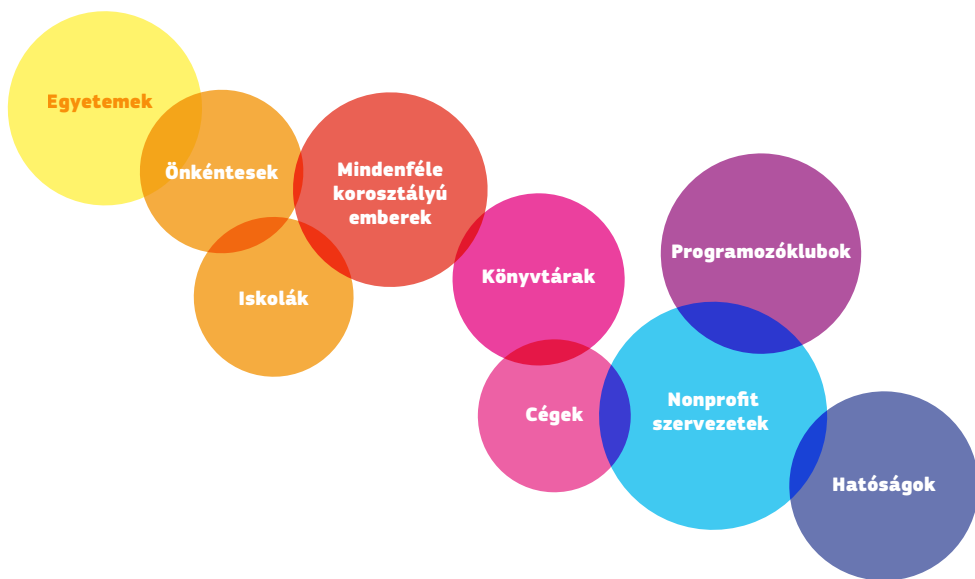 Egyetemek
Önkéntesek
Mindenféle
korosztályú
emberek
Iskolák
Könyvtárak
Programozóklubok
Cégek
Nonprofit
szervezetek
Hatóságok